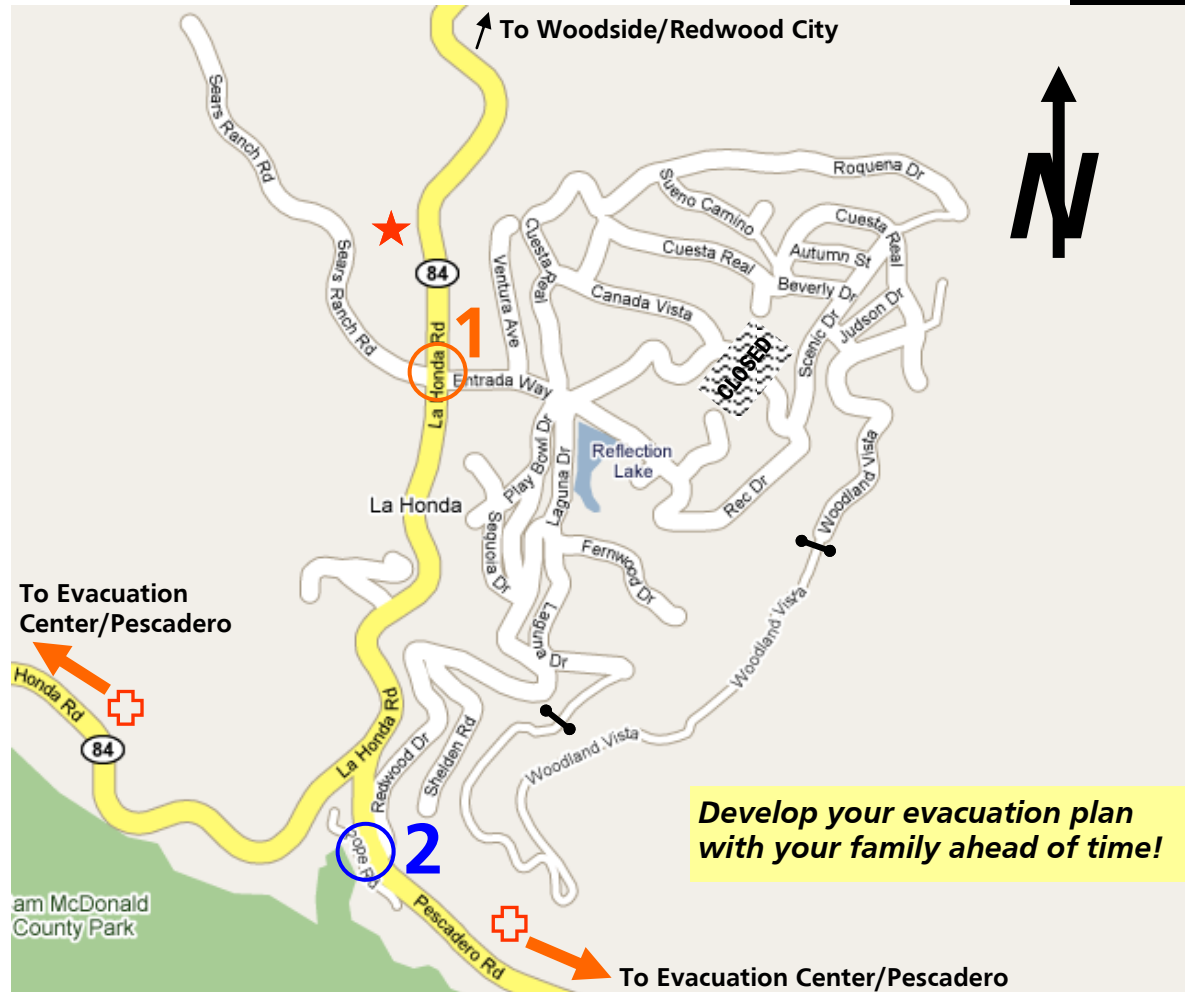 To Woodside/Redwood City
N
Roquena Dr
Sears Ranch Rd
Sueno Camino
Cuesta Real
Cuesta Real
Cuesta Real
Autumn St
Ventura Ave
84
Beverly Dr
Canada Vista
Judson Dr
Sears Ranch Rd
1
La Honda Rd
Scenic Dr
CLOSED
Entrada Way
Play Bowl Dr
Laguna Dr
Reflection
Lake
Woodland Vista
Rec Dr
La Honda
Sequoia Dr
Fernwood Dr
To Evacuation
Center/Pescadero
Laguna Dr
Woodland Vista
Honda Rd
84
La Honda Rd
Redwood Dr
Shelden Rd
Woodland Vista
Develop your evacuation plan
with your family ahead of time!
2
Pope Rd
am McDonald
County Park
Pescadero Rd
To Evacuation Center/Pescadero